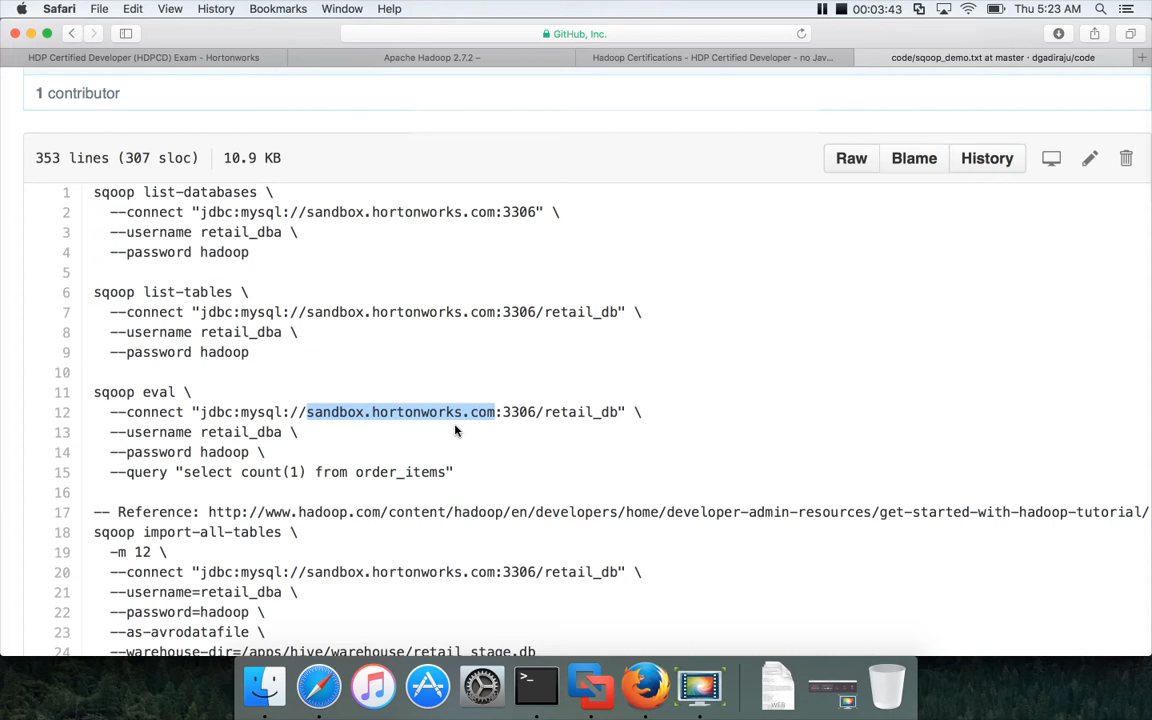 Safari File Edit View History Bookmarks Window Help 00:03:43 Thu 5:23 AM
GitHub, Inc.
HDP Certified Developer (HDPCD) Exam - Hortonworks Apache Hadoop 2.7.2 – Hadoop Certifications - HDP Certified Developer - no Jav... code/sqoop_demo.txt at master · dgadiraju/code
1 contributor
353 lines (307 sloc) 10.9 KB Raw Blame History
1 sqoop list-databases \
2 --connect "jdbc:mysql://sandbox.hortonworks.com:3306" \
3 --username retail_dba \
4 --password hadoop
5
6 sqoop list-tables \
7 --connect "jdbc:mysql://sandbox.hortonworks.com:3306/retail_db" \
8 --username retail_dba \
9 --password hadoop
10
11 sqoop eval \
12 --connect "jdbc:mysql://sandbox.hortonworks.com:3306/retail_db" \
13 --username retail_dba \
14 --password hadoop \
15 --query "select count(1) from order_items"
16
17 -- Reference: http://www.hadoop.com/content/hadoop/en/developers/home/developer-admin-resources/get-started-with-hadoop-tutorial/
18 sqoop import-all-tables \
19 -m 12 \
20 --connect "jdbc:mysql://sandbox.hortonworks.com:3306/retail_db" \
21 --username=retail_dba \
22 --password=hadoop \
23 --as-avrodatafile \
24 --warehouse-dir=/apps/hive/warehouse/retail_stage.db